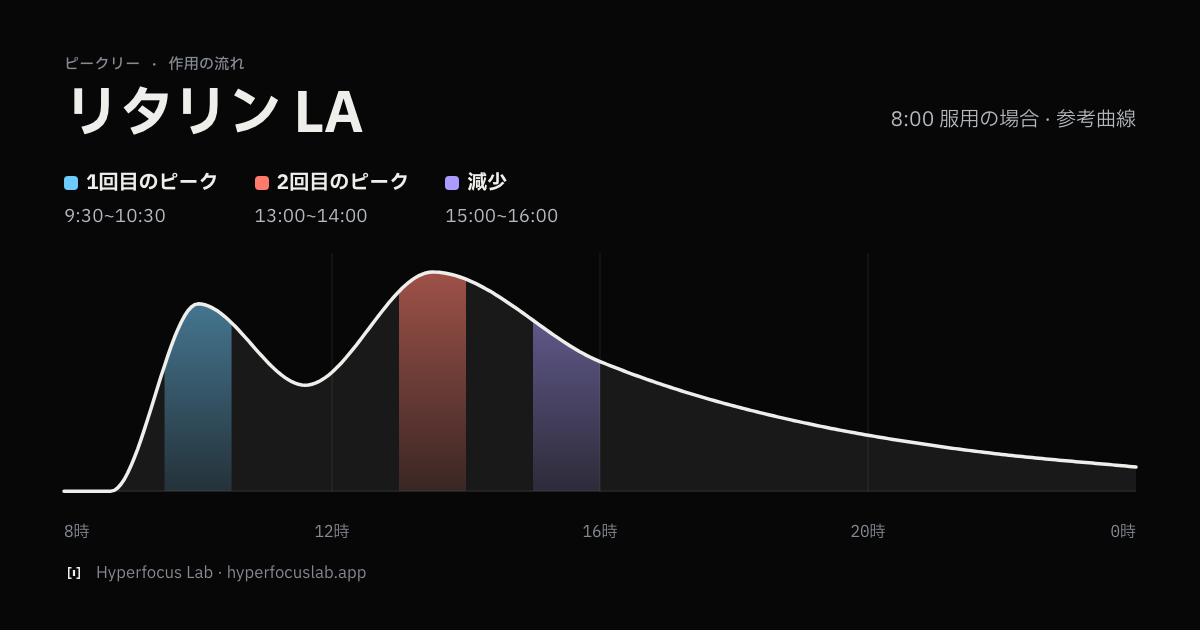 ピークリー · 作用の流れ
リタリン LA
8:00 服用の場合 · 参考曲線
1回目のピーク 2回目のピーク 減少
9:30~10:30 13:00~14:00 15:00~16:00
8時 12時 16時 20時 0時
Hyperfocus Lab · hyperfocuslab.app